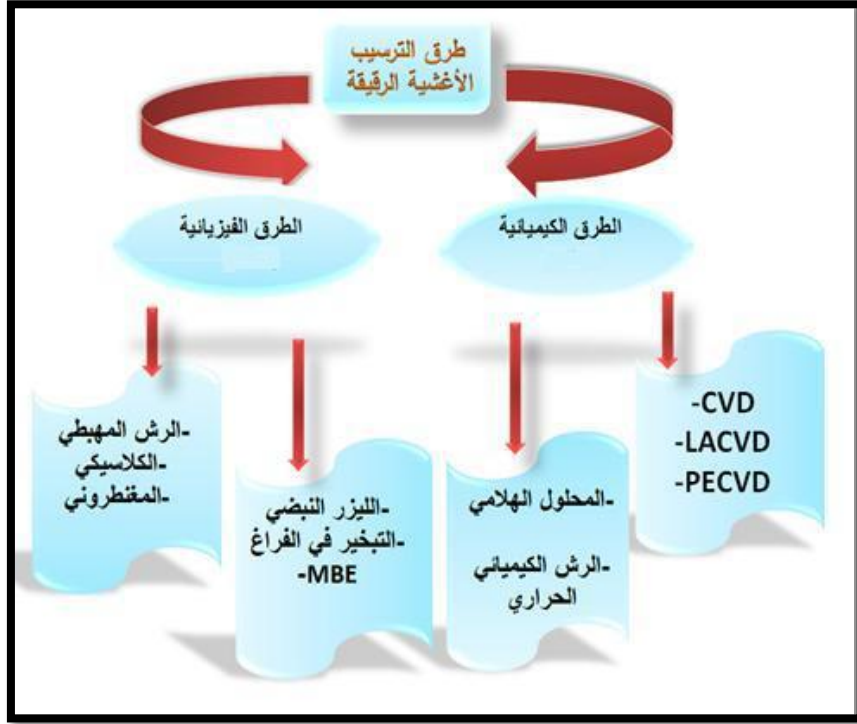 طرق الترسيب
الأغشية الرقيقة
الطرق الكيميائية
الطرق الفيزيائية
-CVD
-LACVD
-PECVD
-المحلول الهلامي
-الرش الكيميائي
الحراري
-الليزر النبضي
-التبخير في الفراغ
-MBE
-الرش المهبطي
-الكلاسيكي
-المغنطروني